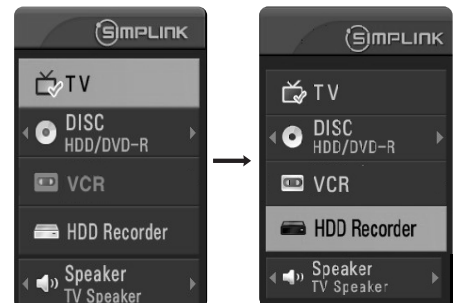 SIMPLINK
TV
DISC
HDD/DVD-R
VCR
HDD Recorder
Speaker
TV Speaker
SIMPLINK
TV
DISC
HDD/DVD-R
VCR
HDD Recorder
Speaker
TV Speaker